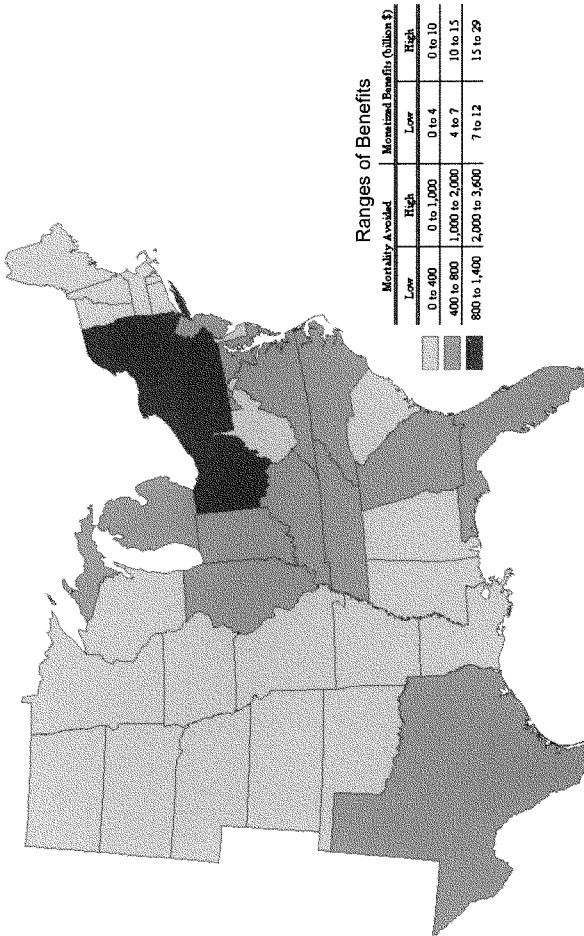 Ranges of Benefits
Mortality Avoided Monetized Benefits (billion $)
Low High Low High
0 to 400 0 to 1,000 0 to 4 0 to 10
400 to 800 1,000 to 2,000 4 to 7 10 to 15
800 to 1,400 2,000 to 3,600 7 to 12 15 to 29